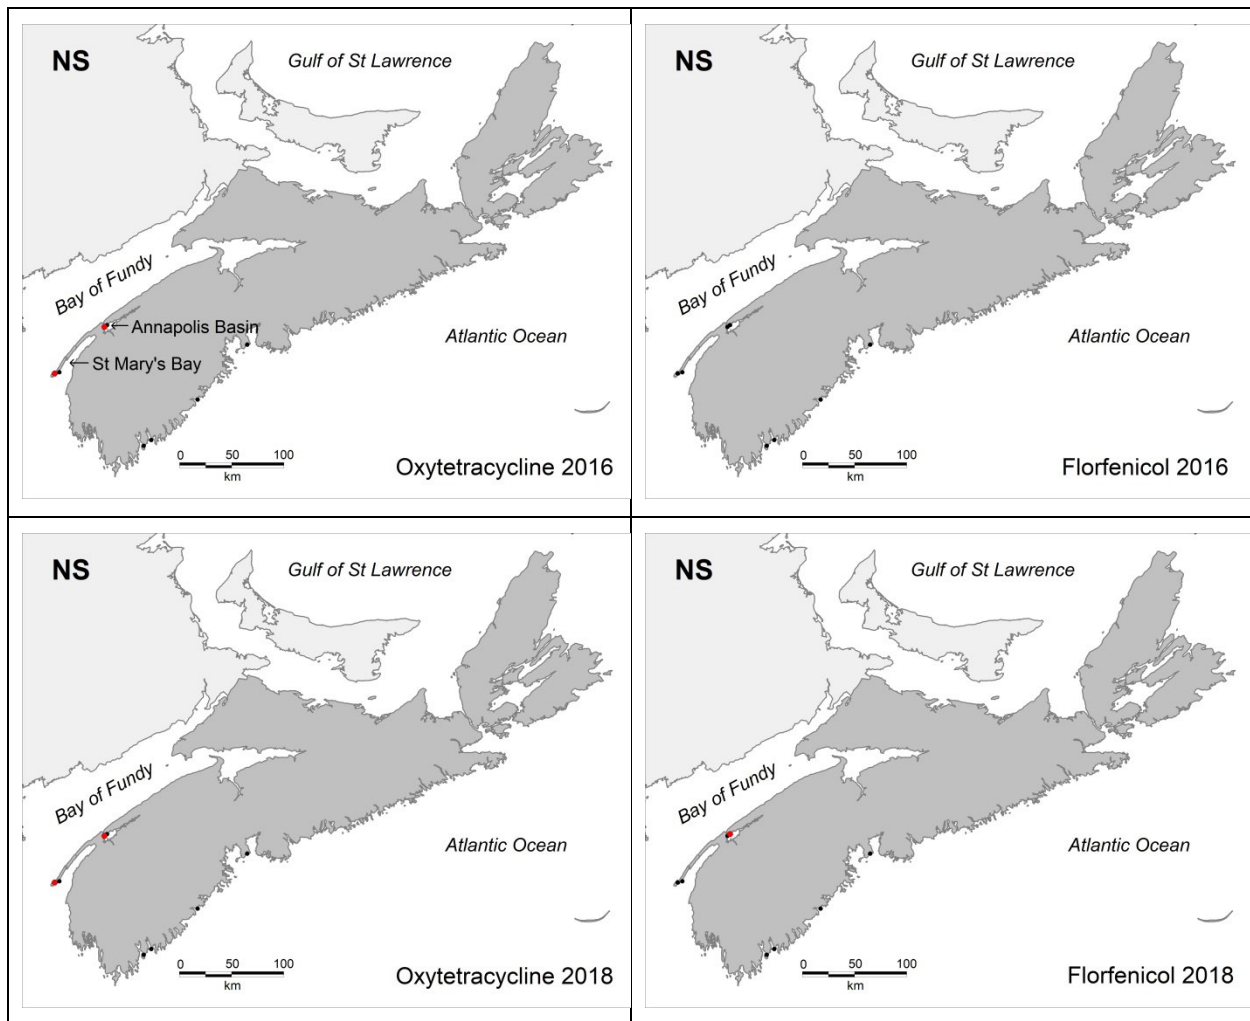 NS
Gulf of St Lawrence
Bay of Fundy
Annapolis Basin
St Mary's Bay
Atlantic Ocean
0 50 100
km
Oxytetracycline 2016
NS
Gulf of St Lawrence
Bay of Fundy
Atlantic Ocean
0 50 100
km
Florfenicol 2016
NS
Gulf of St Lawrence
Bay of Fundy
Atlantic Ocean
0 50 100
km
Oxytetracycline 2018
NS
Gulf of St Lawrence
Bay of Fundy
Atlantic Ocean
0 50 100
km
Florfenicol 2018